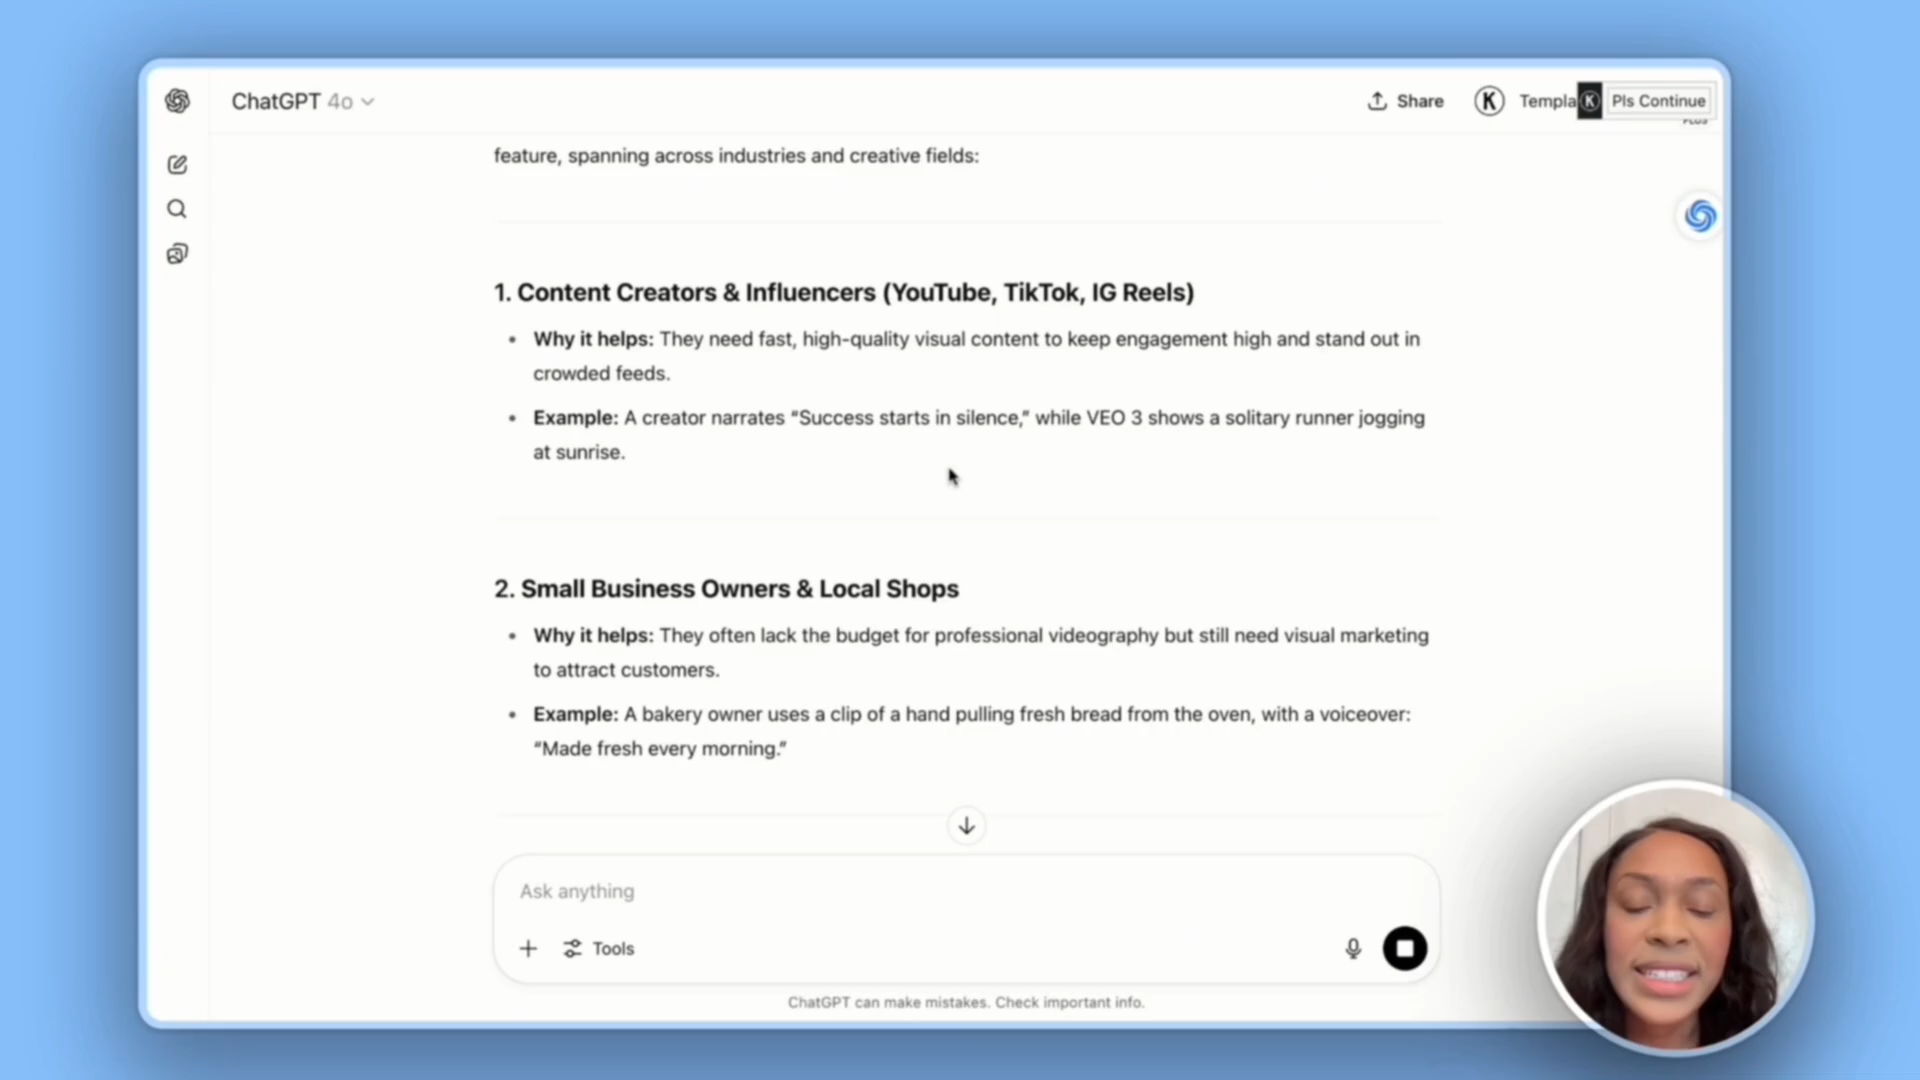 ChatGPT 4o
Share
Templa
Pls Continue
PLUS
feature, spanning across industries and creative fields:
1. Content Creators & Influencers (YouTube, TikTok, IG Reels)
• Why it helps: They need fast, high-quality visual content to keep engagement high and stand out in
crowded feeds.
• Example: A creator narrates “Success starts in silence,” while VEO 3 shows a solitary runner jogging
at sunrise.
2. Small Business Owners & Local Shops
• Why it helps: They often lack the budget for professional videography but still need visual marketing
to attract customers.
• Example: A bakery owner uses a clip of a hand pulling fresh bread from the oven, with a voiceover:
“Made fresh every morning.”
Ask anything
Tools
ChatGPT can make mistakes. Check important info.